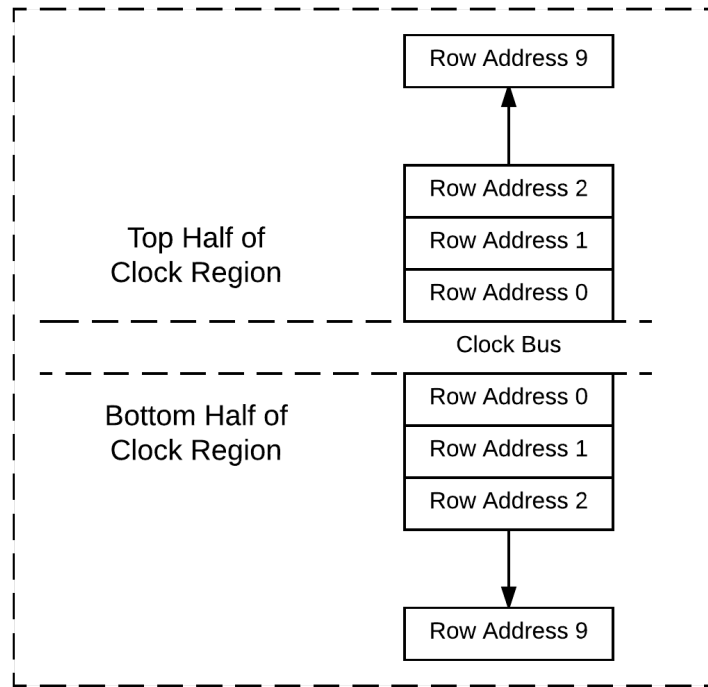 Row Address 9
Row Address 2
Top Half of
Clock Region
Row Address 1
Row Address 0
Clock Bus
Bottom Half of
Clock Region
Row Address 0
Row Address 1
Row Address 2
Row Address 9